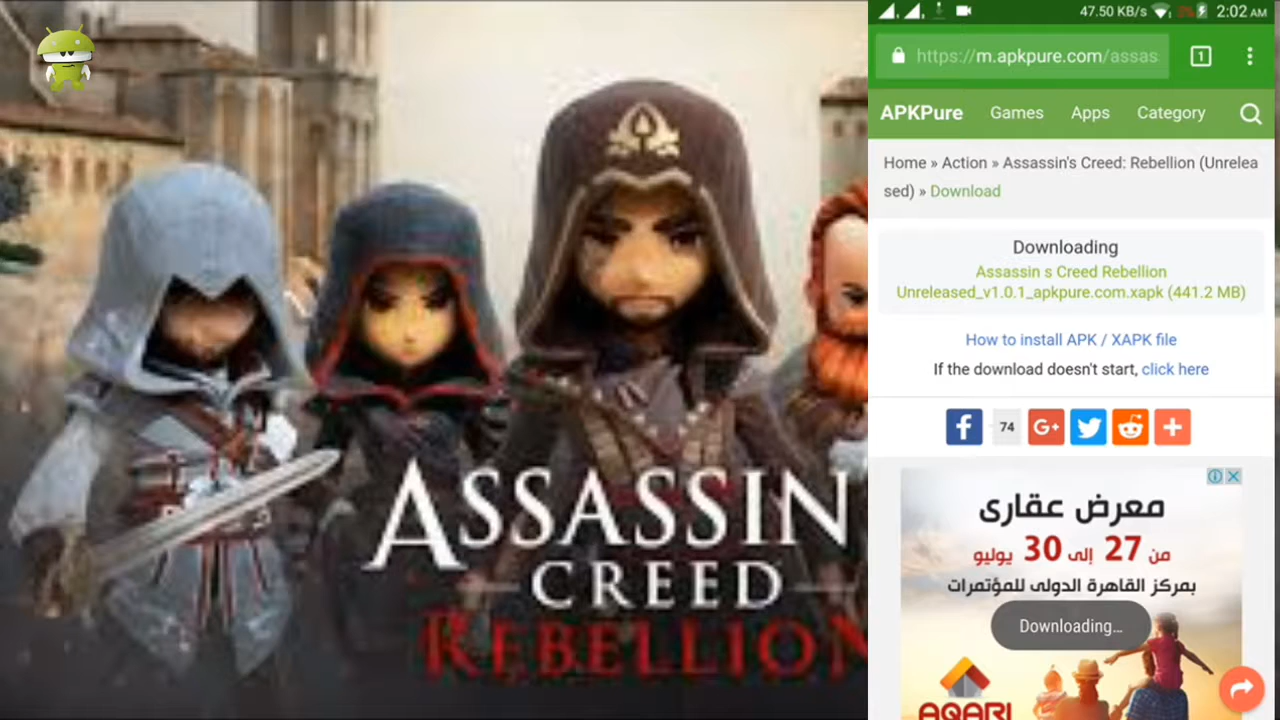 ASSASSIN
CREED
REBELLION
47.50 KB/s
2:02 AM
https://m.apkpure.com/assas
1
APKPure Games Apps Category
Home » Action » Assassin's Creed: Rebellion (Unrelea
sed) » Download
Downloading
Assassin s Creed Rebellion
Unreleased_v1.0.1_apkpure.com.xapk (441.2 MB)
How to install APK / XAPK file
If the download doesn't start, click here
f 74 G+
معرض عقارى
من 27 إلى 30 يوليو
بمركز القاهرة الدولى للمؤتمرات
Downloading...
AQARI